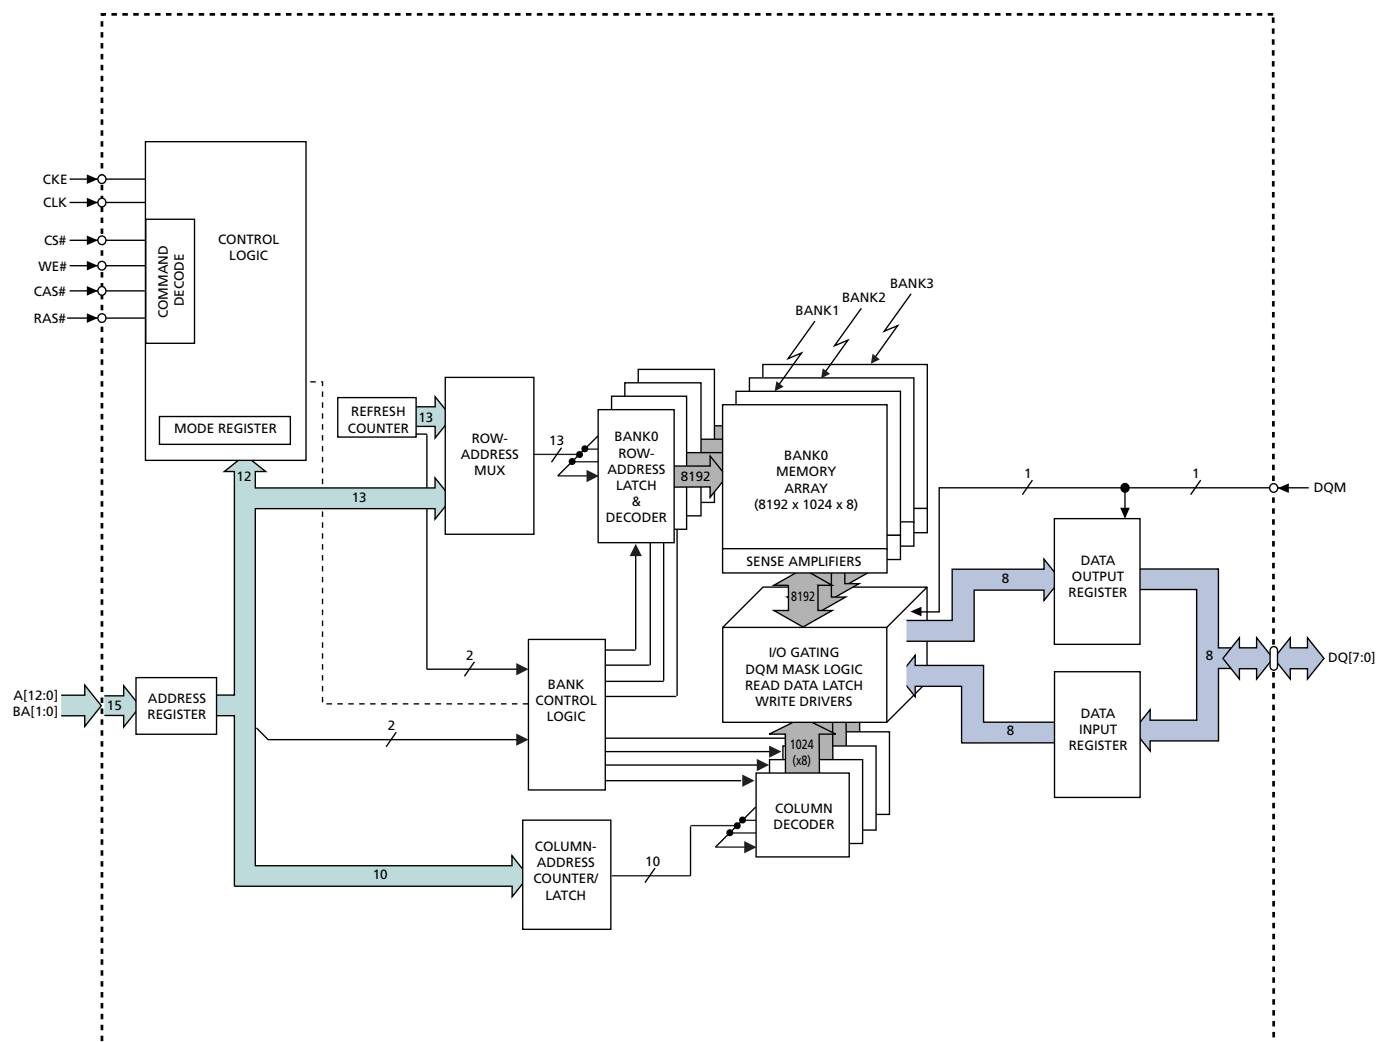 CKE
CLK
CS#
WE#
CAS#
RAS#
COMMAND
DECODE
CONTROL
LOGIC
MODE REGISTER
12
13
REFRESH
COUNTER
13
ROW-
ADDRESS
MUX
13
BANK0
ROW-
ADDRESS
LATCH
&
DECODER
8192
BANK1
BANK2
BANK3
BANK0
MEMORY
ARRAY
(8192 x 1024 x 8)
SENSE AMPLIFIERS
8192
I/O GATING
DQM MASK LOGIC
READ DATA LATCH
WRITE DRIVERS
1024
(x8)
COLUMN
DECODER
2
2
BANK
CONTROL
LOGIC
A[12:0]
BA[1:0]
15
ADDRESS
REGISTER
10
COLUMN-
ADDRESS
COUNTER/
LATCH
10
1
1
DQM
8
DATA
OUTPUT
REGISTER
8
DQ[7:0]
8
DATA
INPUT
REGISTER